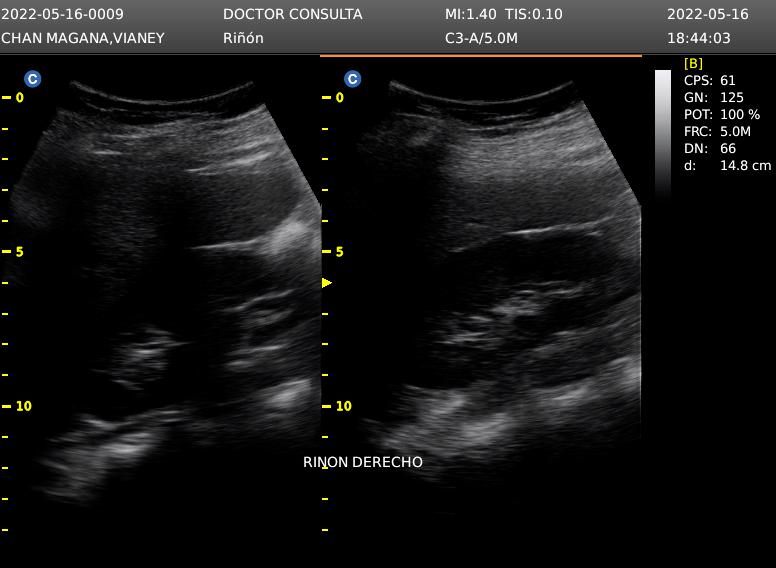 2022-05-16-0009 DOCTOR CONSULTA MI:1.40 TIS:0.10 2022-05-16
CHAN MAGANA,VIANEY Riñón C3-A/5.0M 18:44:03
C
C
[B]
CPS: 61
GN: 125
POT: 100 %
FRC: 5.0M
DN: 66
d: 14.8 cm
0
0
5
5
10
10
RINON DERECHO